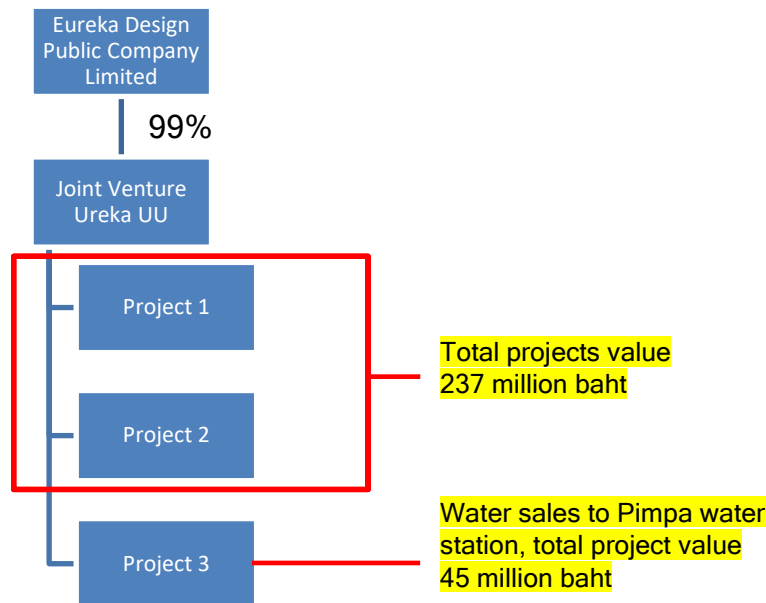 Eureka Design
Public Company
Limited
99%
Joint Venture
Ureka UU
Project 1
Total projects value
237 million baht
Project 2
Water sales to Pimpa water
station, total project value
45 million baht
Project 3